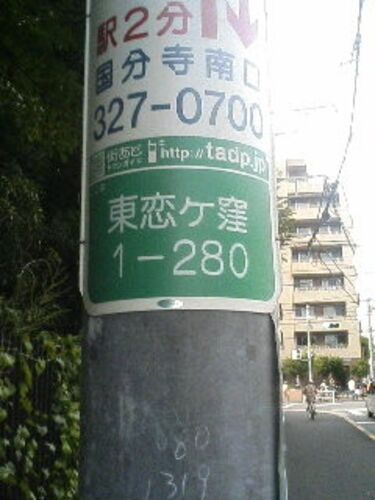 駅2分
国分寺南口
327-0700
街あど http://tadp.jp
東恋ケ窪
1-280
1319